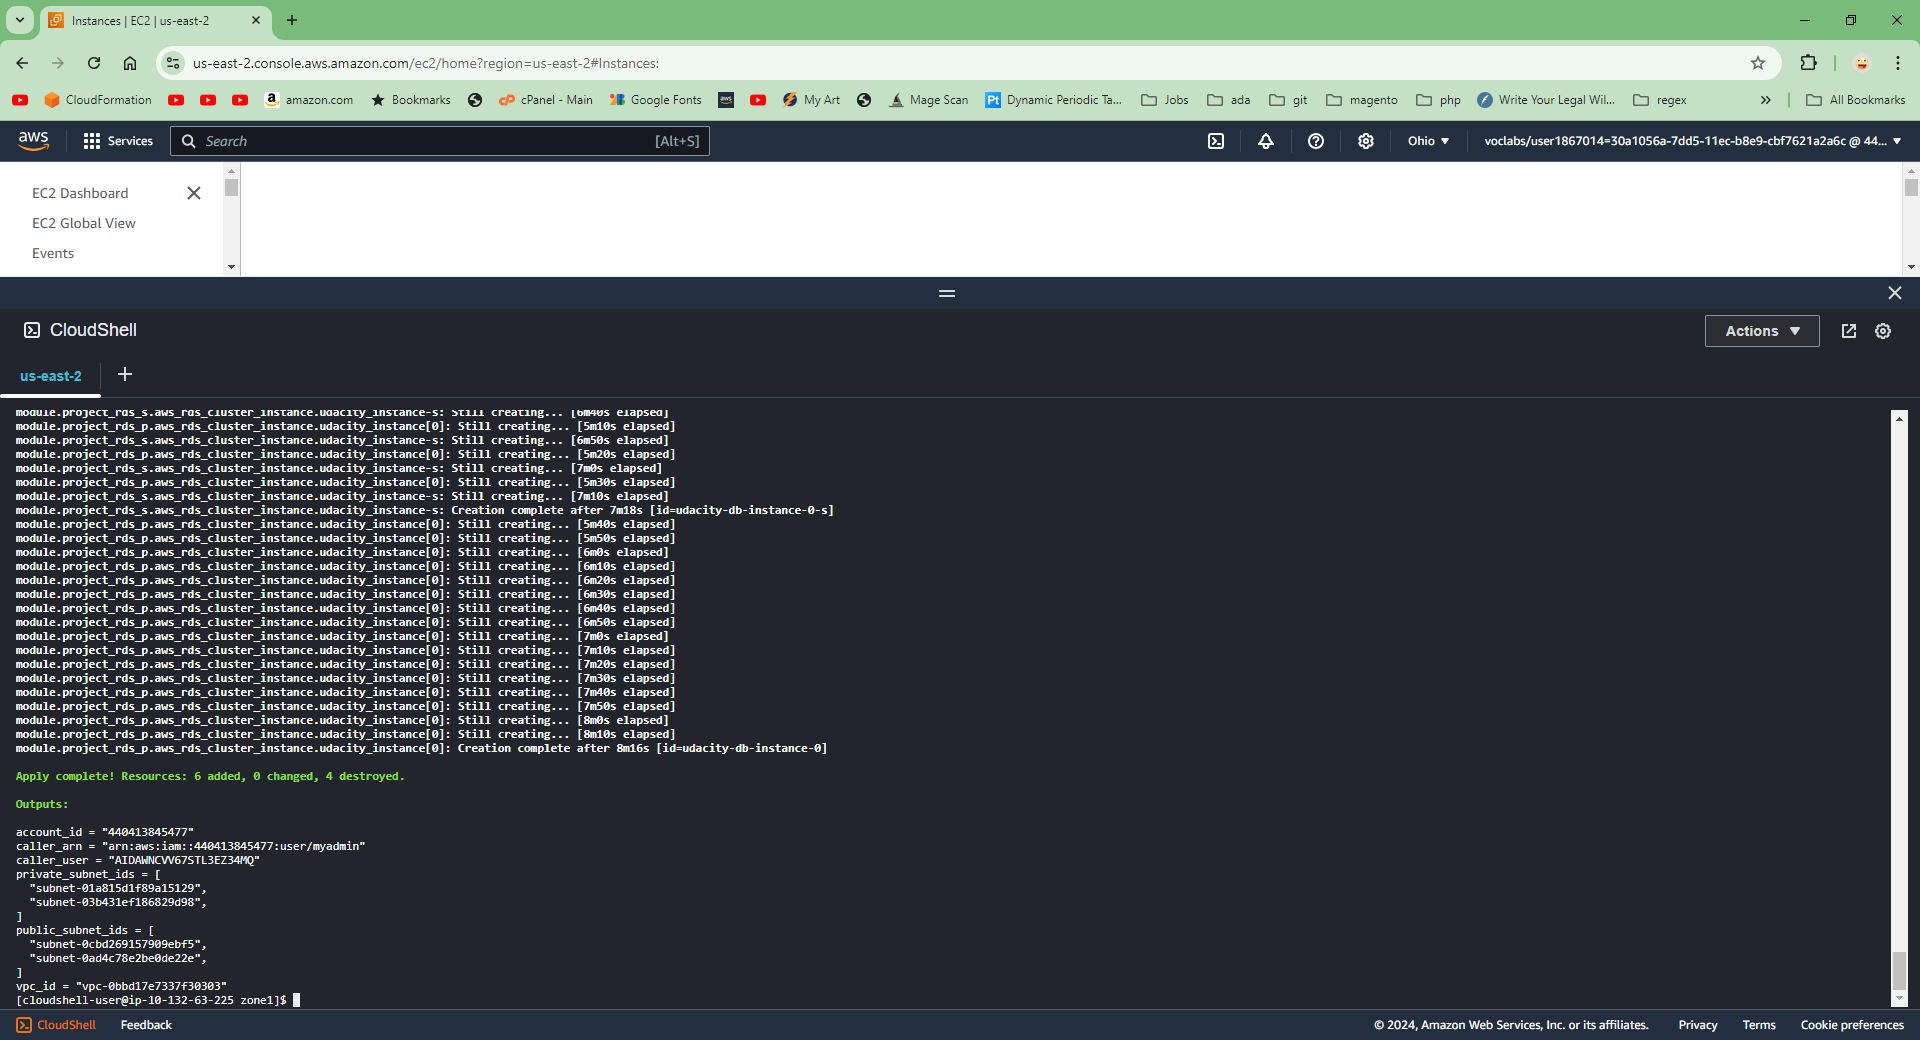 Instances | EC2 | us-east-2
us-east-2.console.aws.amazon.com/ec2/home?region=us-east-2#Instances:
CloudFormation amazon.com Bookmarks cPanel - Main Google Fonts My Art Mage Scan Dynamic Periodic Ta... Jobs ada git magento php Write Your Legal Wil... regex All Bookmarks
aws Services Search [Alt+S] Ohio voclabs/user1867014=30a1056a-7dd5-11ec-b8e9-cbf7621a2a6c @ 44...
EC2 Dashboard
EC2 Global View
Events
CloudShell Actions
us-east-2
module.project_rds_s.aws_rds_cluster_instance.udacity_instance-s: Still creating... [6m40s elapsed]
module.project_rds_p.aws_rds_cluster_instance.udacity_instance[0]: Still creating... [5m10s elapsed]
module.project_rds_s.aws_rds_cluster_instance.udacity_instance-s: Still creating... [6m50s elapsed]
module.project_rds_p.aws_rds_cluster_instance.udacity_instance[0]: Still creating... [5m20s elapsed]
module.project_rds_s.aws_rds_cluster_instance.udacity_instance-s: Still creating... [7m0s elapsed]
module.project_rds_p.aws_rds_cluster_instance.udacity_instance[0]: Still creating... [5m30s elapsed]
module.project_rds_s.aws_rds_cluster_instance.udacity_instance-s: Still creating... [7m10s elapsed]
module.project_rds_s.aws_rds_cluster_instance.udacity_instance-s: Creation complete after 7m18s [id=udacity-db-instance-0-s]
module.project_rds_p.aws_rds_cluster_instance.udacity_instance[0]: Still creating... [5m40s elapsed]
module.project_rds_p.aws_rds_cluster_instance.udacity_instance[0]: Still creating... [5m50s elapsed]
module.project_rds_p.aws_rds_cluster_instance.udacity_instance[0]: Still creating... [6m0s elapsed]
module.project_rds_p.aws_rds_cluster_instance.udacity_instance[0]: Still creating... [6m10s elapsed]
module.project_rds_p.aws_rds_cluster_instance.udacity_instance[0]: Still creating... [6m20s elapsed]
module.project_rds_p.aws_rds_cluster_instance.udacity_instance[0]: Still creating... [6m30s elapsed]
module.project_rds_p.aws_rds_cluster_instance.udacity_instance[0]: Still creating... [6m40s elapsed]
module.project_rds_p.aws_rds_cluster_instance.udacity_instance[0]: Still creating... [6m50s elapsed]
module.project_rds_p.aws_rds_cluster_instance.udacity_instance[0]: Still creating... [7m0s elapsed]
module.project_rds_p.aws_rds_cluster_instance.udacity_instance[0]: Still creating... [7m10s elapsed]
module.project_rds_p.aws_rds_cluster_instance.udacity_instance[0]: Still creating... [7m20s elapsed]
module.project_rds_p.aws_rds_cluster_instance.udacity_instance[0]: Still creating... [7m30s elapsed]
module.project_rds_p.aws_rds_cluster_instance.udacity_instance[0]: Still creating... [7m40s elapsed]
module.project_rds_p.aws_rds_cluster_instance.udacity_instance[0]: Still creating... [7m50s elapsed]
module.project_rds_p.aws_rds_cluster_instance.udacity_instance[0]: Still creating... [8m0s elapsed]
module.project_rds_p.aws_rds_cluster_instance.udacity_instance[0]: Still creating... [8m10s elapsed]
module.project_rds_p.aws_rds_cluster_instance.udacity_instance[0]: Creation complete after 8m16s [id=udacity-db-instance-0]
Apply complete! Resources: 6 added, 0 changed, 4 destroyed.
Outputs:
account_id = "440413845477"
caller_arn = "arn:aws:iam::440413845477:user/myadmin"
caller_user = "AIDAWNCVV67STL3EZ34MQ"
private_subnet_ids = [
"subnet-01a815d1f89a15129",
"subnet-03b431ef186829d98",
]
public_subnet_ids = [
"subnet-0cbd269157909ebf5",
"subnet-0ad4c78e2be0de22e",
]
vpc_id = "vpc-0bbd17e7337f30303"
[cloudshell-user@ip-10-132-63-225 zone1]$
CloudShell Feedback © 2024, Amazon Web Services, Inc. or its affiliates. Privacy Terms Cookie preferences